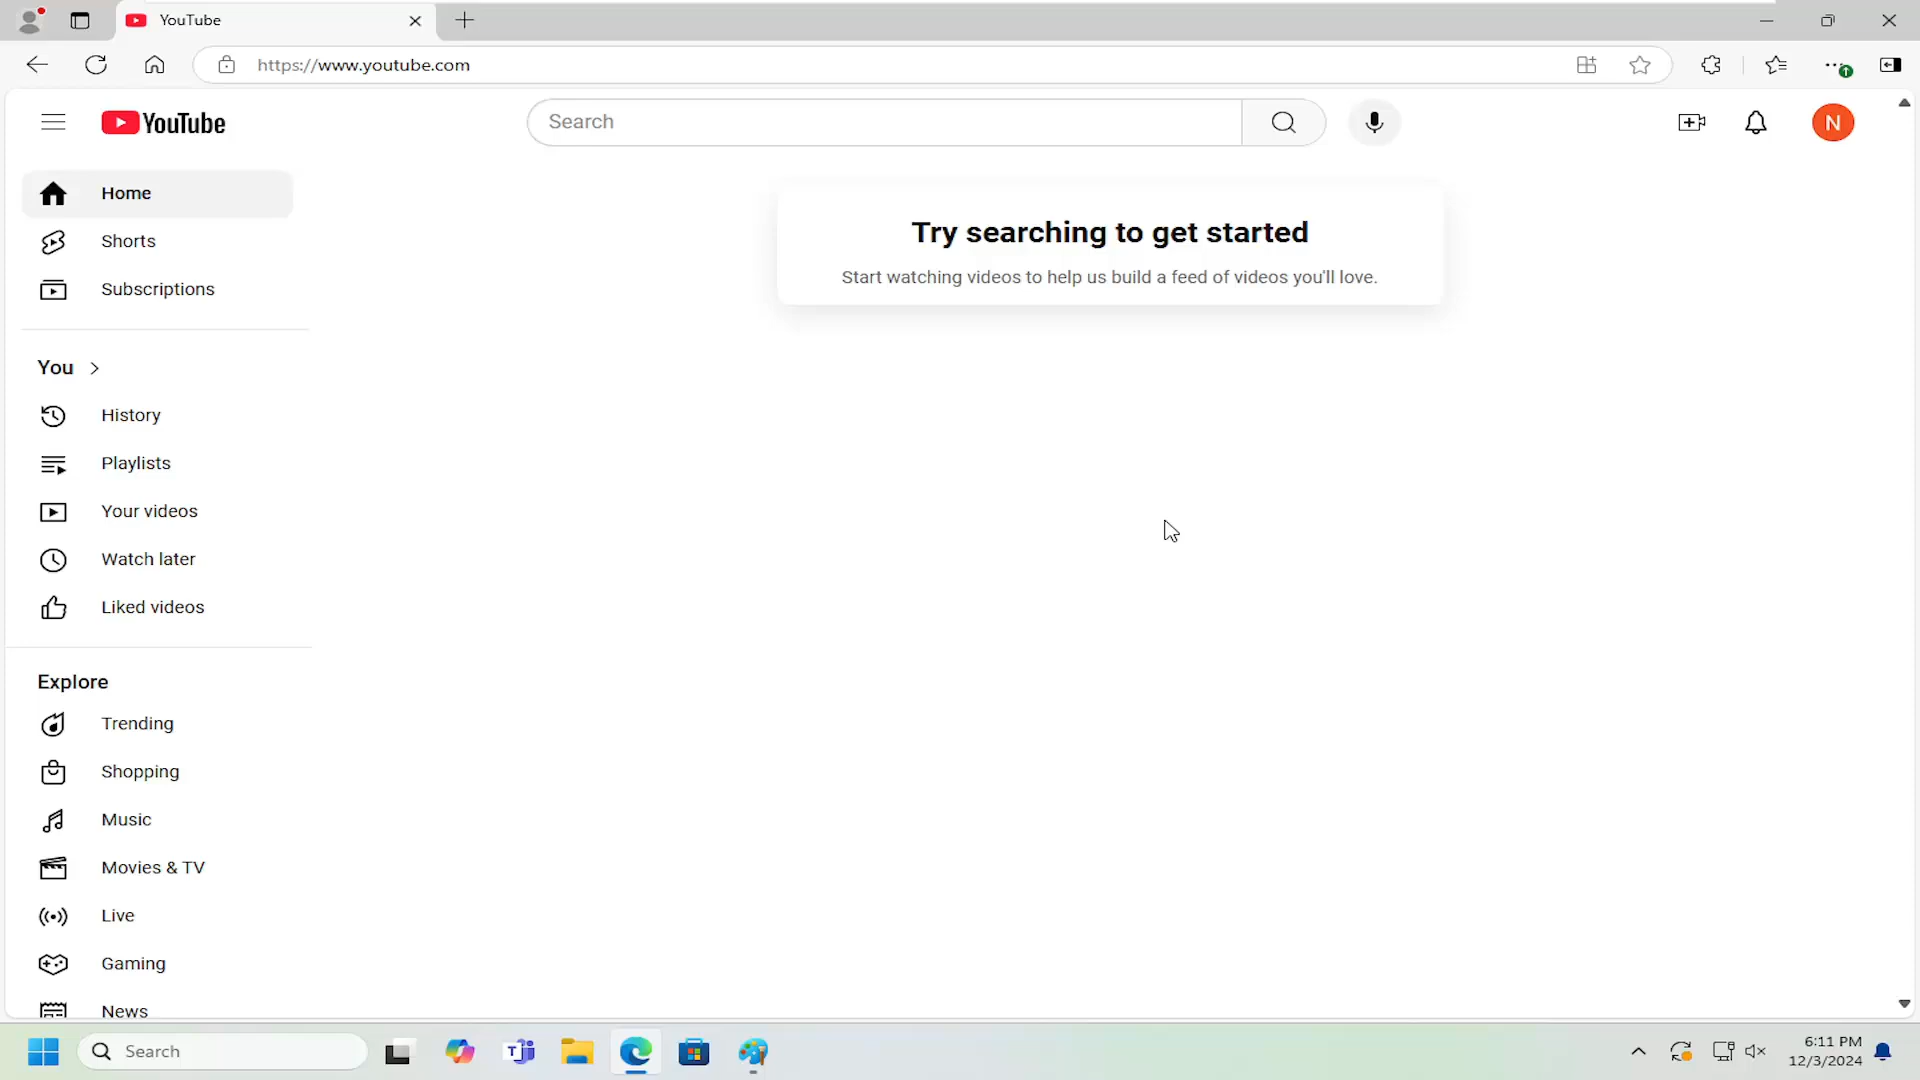 YouTube
https://www.youtube.com
YouTube
Search
N
Home
Shorts
Subscriptions
Try searching to get started
Start watching videos to help us build a feed of videos you'll love.
You
History
Playlists
Your videos
Watch later
Liked videos
Explore
Trending
Shopping
Music
Movies & TV
Live
Gaming
News
Search
6:11 PM
12/3/2024